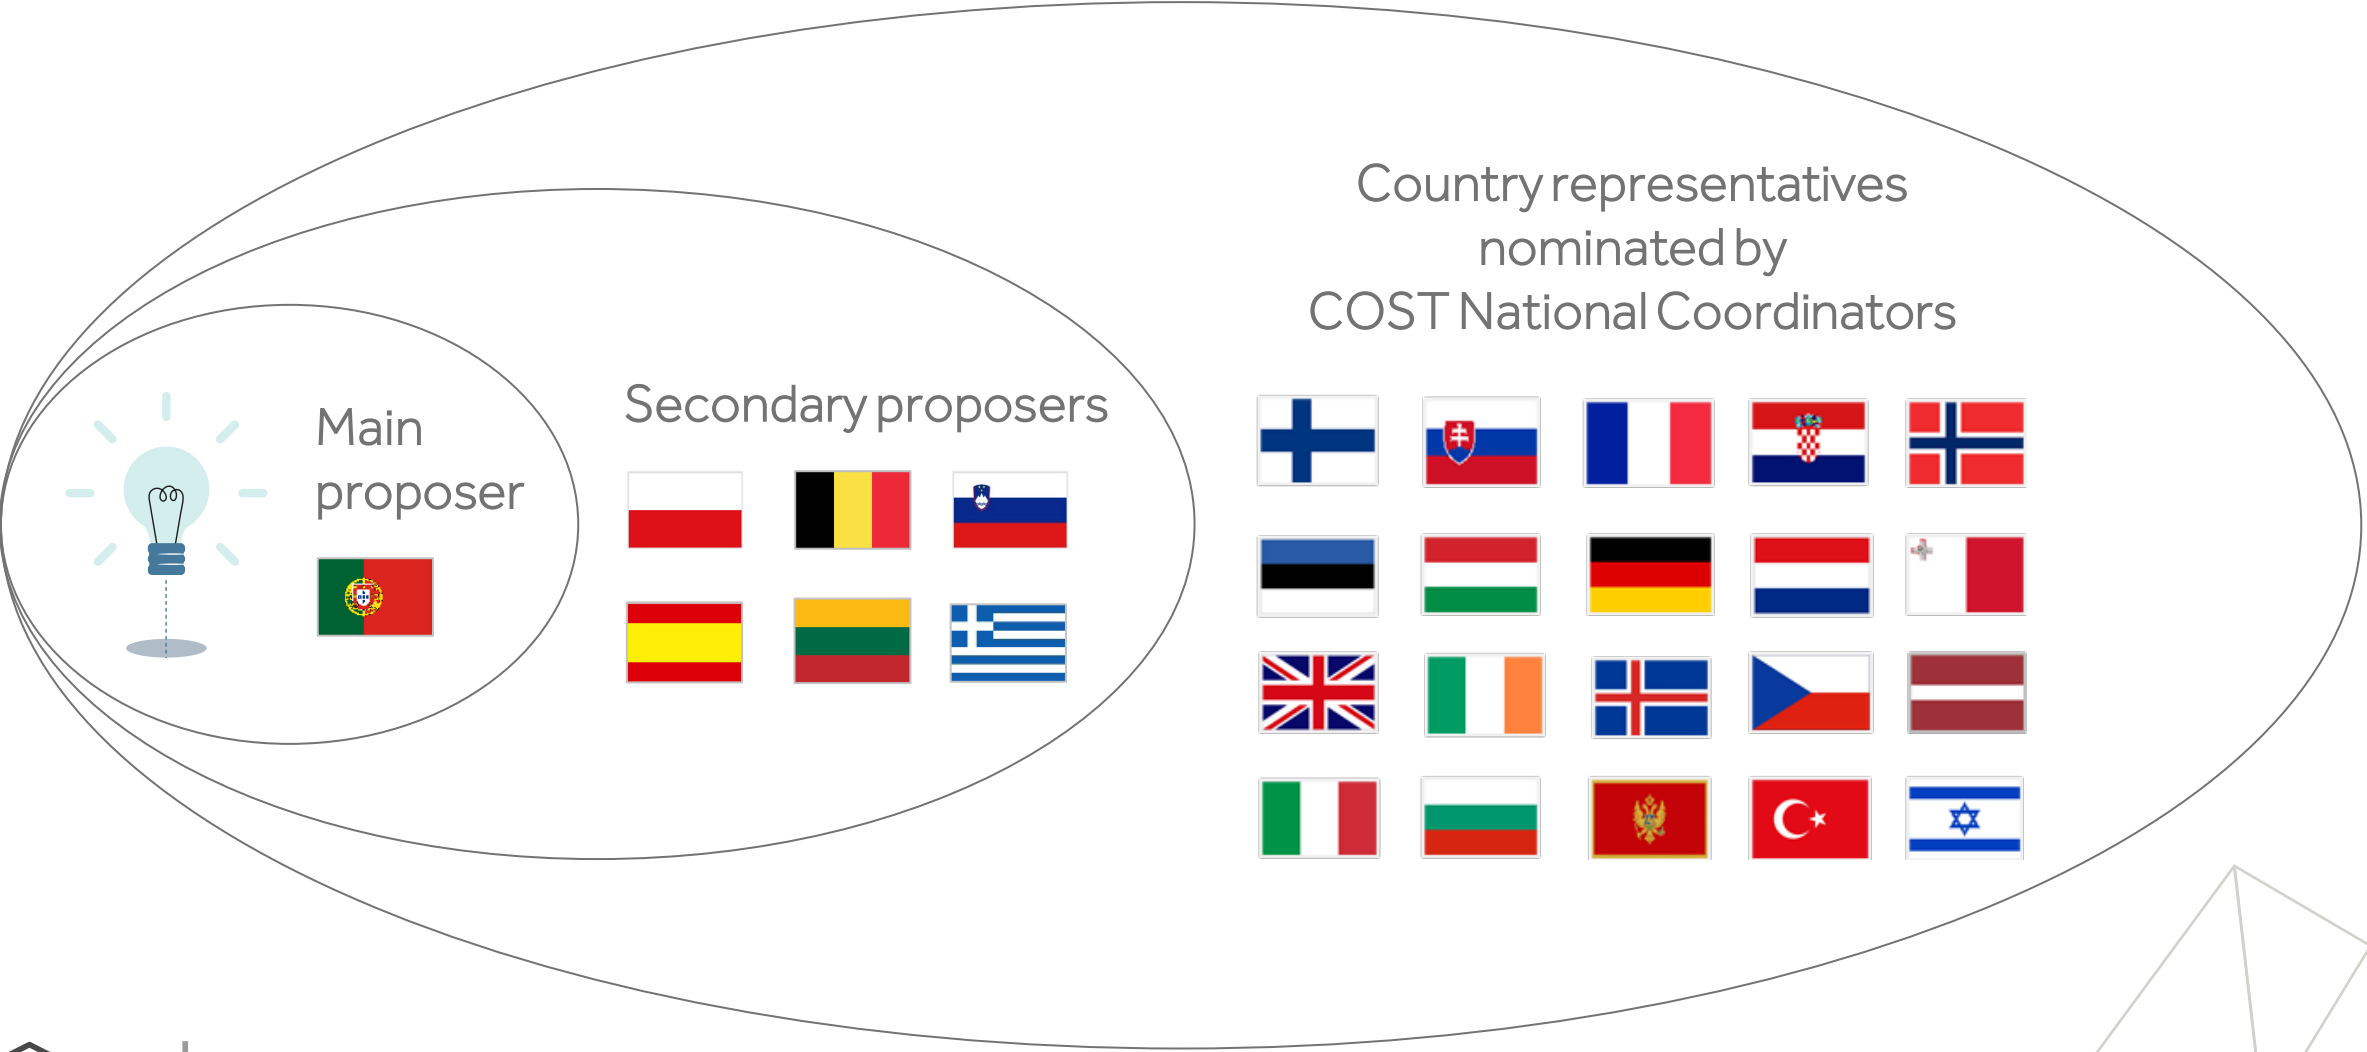 Main
proposer
Secondary proposers
Country representatives
nominated by
COST National Coordinators